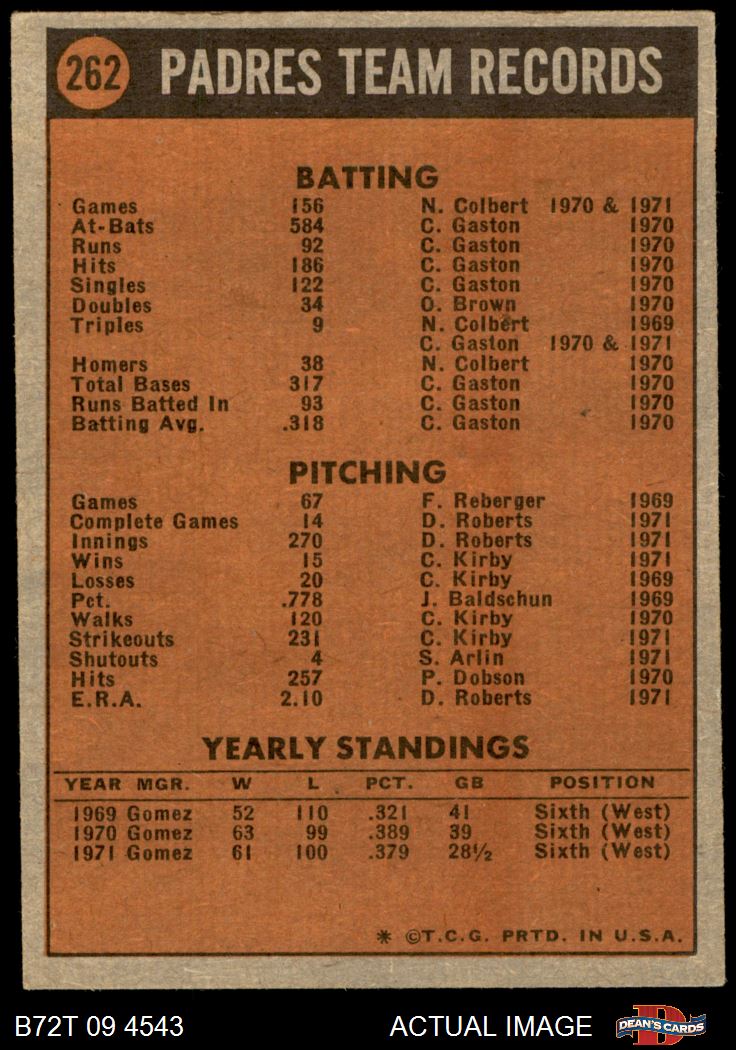 262 PADRES TEAM RECORDS
BATTING
Games 156 N. Colbert 1970 & 1971
At-Bats 584 C. Gaston 1970
Runs 92 C. Gaston 1970
Hits 186 C. Gaston 1970
Singles 122 C. Gaston 1970
Doubles 34 O. Brown 1970
Triples 9 N. Colbert 1969
C. Gaston 1970 & 1971
Homers 38 N. Colbert 1970
Total Bases 317 C. Gaston 1970
Runs Batted In 93 C. Gaston 1970
Batting Avg. .318 C. Gaston 1970
PITCHING
Games 67 F. Reberger 1969
Complete Games 14 D. Roberts 1971
Innings 270 D. Roberts 1971
Wins 15 C. Kirby 1971
Losses 20 C. Kirby 1969
Pct. .778 J. Baldschun 1969
Walks 120 C. Kirby 1970
Strikeouts 231 C. Kirby 1971
Shutouts 4 S. Arlin 1971
Hits 257 P. Dobson 1970
E.R.A. 2.10 D. Roberts 1971
YEARLY STANDINGS
YEAR MGR. W L PCT. GB POSITION
1969 Gomez 52 110 .321 41 Sixth (West)
1970 Gomez 63 99 .389 39 Sixth (West)
1971 Gomez 61 100 .379 28½ Sixth (West)
* ©T.C.G. PRTD. IN U.S.A.
B72T 09 4543 ACTUAL IMAGE D DEAN'S CARDS